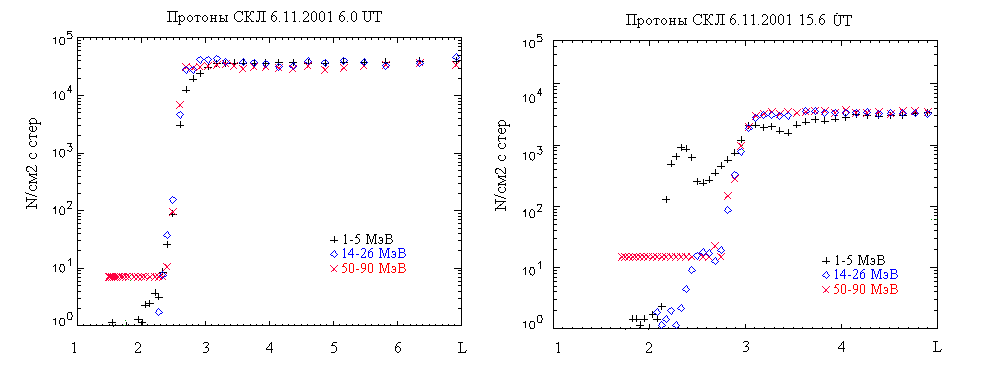 Протоны СКЛ 6.11.2001 6.0 UT
10^5
10^4
10^3
10^2
10^1
10^0
N/см2 с стер
1-5 МэВ
14-26 МэВ
50-90 МэВ
1 2 3 4 5 6 L
Протоны СКЛ 6.11.2001 15.6 UT
10^5
10^4
10^3
10^2
10^1
10^0
N/см2 с стер
1-5 МэВ
14-26 МэВ
50-90 МэВ
1 2 3 4 L